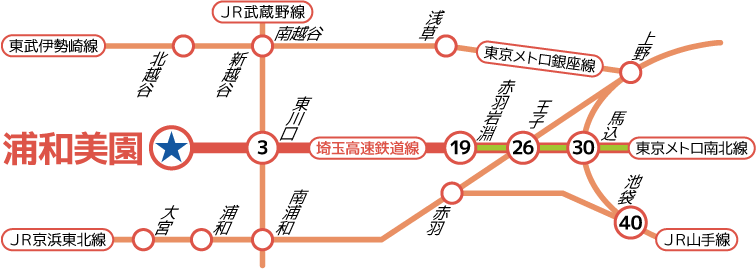 JR武蔵野線
東武伊勢崎線
北越谷
新越谷
南越谷
浅草
東京メトロ銀座線
上野
浦和美園
3
東川口
埼玉高速鉄道線
19
赤羽岩淵
26
王子
30
馬込
東京メトロ南北線
JR京浜東北線
大宮
浦和
南浦和
赤羽
池袋
40
JR山手線